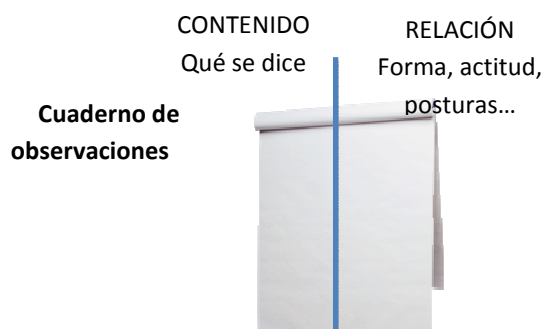 CONTENIDO
Qué se dice
RELACIÓN
Forma, actitud,
posturas...
Cuaderno de
observaciones